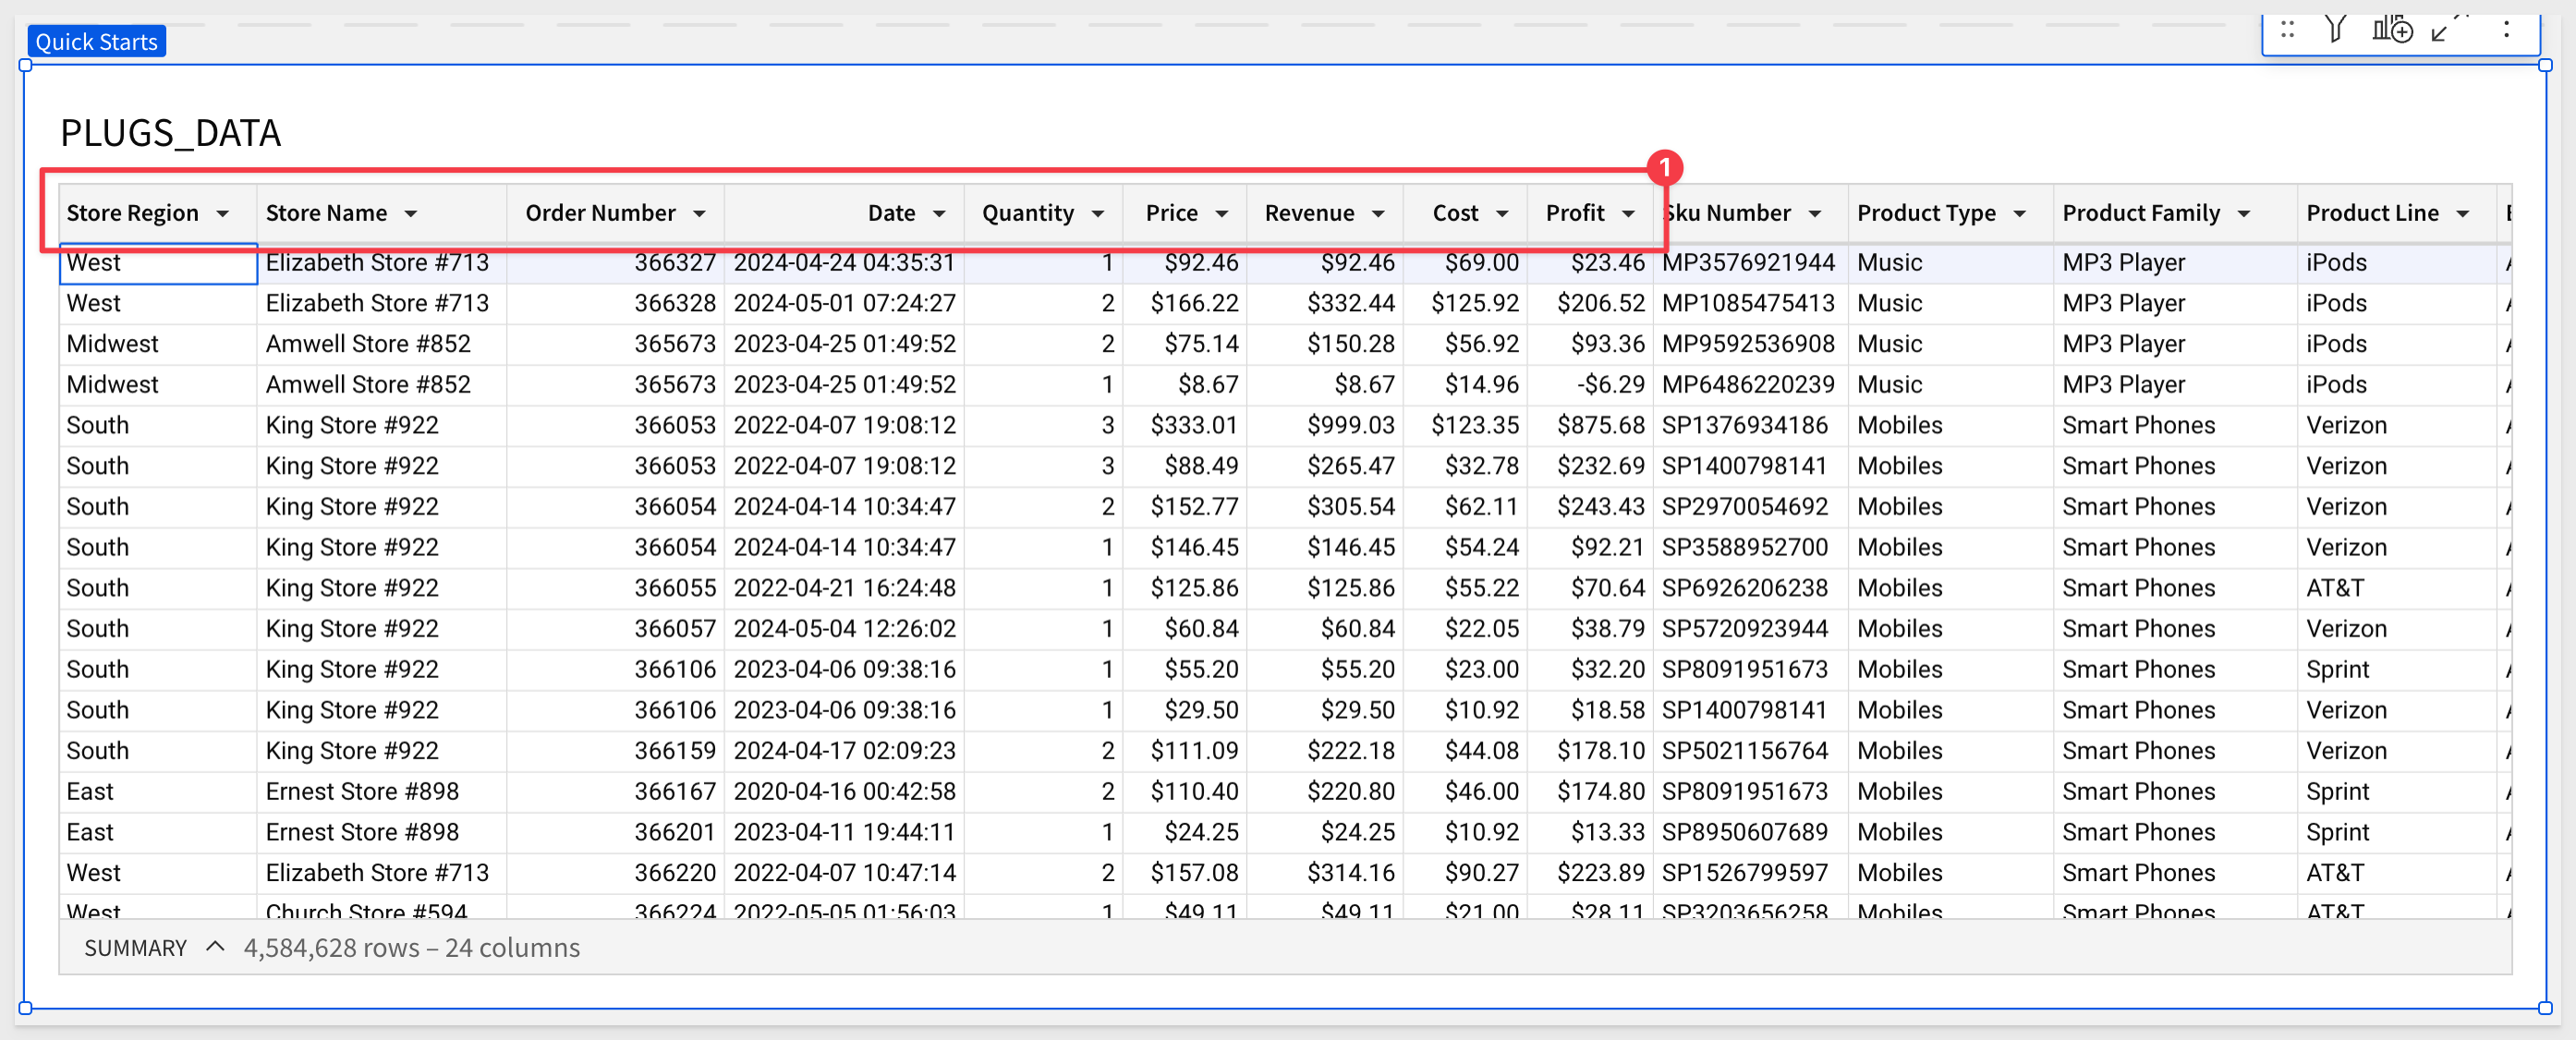 Quick Starts
PLUGS_DATA
1
Store Region Store Name Order Number Date Quantity Price Revenue Cost Profit Sku Number Product Type Product Family Product Line
West Elizabeth Store #713 366327 2024-04-24 04:35:31 1 $92.46 $92.46 $69.00 $23.46 MP3576921944 Music MP3 Player iPods
West Elizabeth Store #713 366328 2024-05-01 07:24:27 2 $166.22 $332.44 $125.92 $206.52 MP1085475413 Music MP3 Player iPods
Midwest Amwell Store #852 365673 2023-04-25 01:49:52 2 $75.14 $150.28 $56.92 $93.36 MP9592536908 Music MP3 Player iPods
Midwest Amwell Store #852 365673 2023-04-25 01:49:52 1 $8.67 $8.67 $14.96 -$6.29 MP6486220239 Music MP3 Player iPods
South King Store #922 366053 2022-04-07 19:08:12 3 $333.01 $999.03 $123.35 $875.68 SP1376934186 Mobiles Smart Phones Verizon
South King Store #922 366053 2022-04-07 19:08:12 3 $88.49 $265.47 $32.78 $232.69 SP1400798141 Mobiles Smart Phones Verizon
South King Store #922 366054 2024-04-14 10:34:47 2 $152.77 $305.54 $62.11 $243.43 SP2970054692 Mobiles Smart Phones Verizon
South King Store #922 366054 2024-04-14 10:34:47 1 $146.45 $146.45 $54.24 $92.21 SP3588952700 Mobiles Smart Phones Verizon
South King Store #922 366055 2022-04-21 16:24:48 1 $125.86 $125.86 $55.22 $70.64 SP6926206238 Mobiles Smart Phones AT&T
South King Store #922 366057 2024-05-04 12:26:02 1 $60.84 $60.84 $22.05 $38.79 SP5720923944 Mobiles Smart Phones Verizon
South King Store #922 366106 2023-04-06 09:38:16 1 $55.20 $55.20 $23.00 $32.20 SP8091951673 Mobiles Smart Phones Sprint
South King Store #922 366106 2023-04-06 09:38:16 1 $29.50 $29.50 $10.92 $18.58 SP1400798141 Mobiles Smart Phones Verizon
South King Store #922 366159 2024-04-17 02:09:23 2 $111.09 $222.18 $44.08 $178.10 SP5021156764 Mobiles Smart Phones Verizon
East Ernest Store #898 366167 2020-04-16 00:42:58 2 $110.40 $220.80 $46.00 $174.80 SP8091951673 Mobiles Smart Phones Sprint
East Ernest Store #898 366201 2023-04-11 19:44:11 1 $24.25 $24.25 $10.92 $13.33 SP8950607689 Mobiles Smart Phones Sprint
West Elizabeth Store #713 366220 2022-04-07 10:47:14 2 $157.08 $314.16 $90.27 $223.89 SP1526799597 Mobiles Smart Phones AT&T
West Church Store #594 366224 2022-05-05 01:56:03 1 $49.11 $49.11 $21.00 $28.11 SP3203656258 Mobiles Smart Phones AT&T
SUMMARY 4,584,628 rows – 24 columns